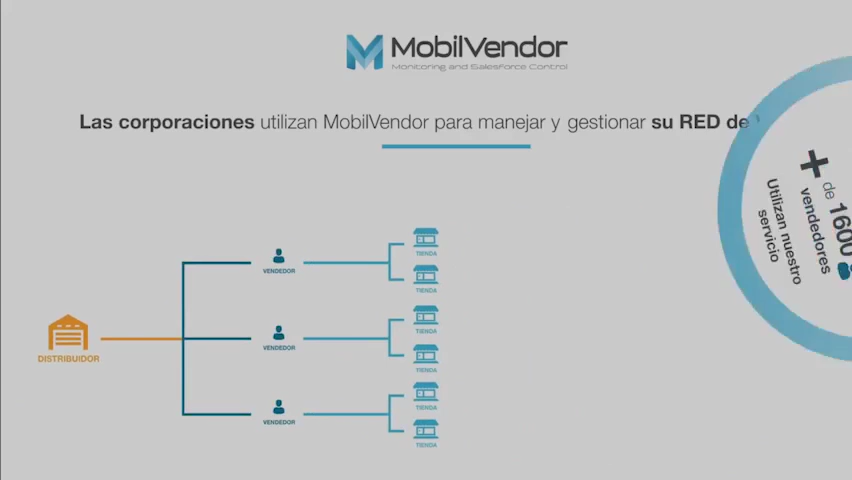 MobilVendor
Monitoring and Salesforce Control
Las corporaciones utilizan MobilVendor para manejar y gestionar su RED de
+
de 1600
vendedores
Utilizan nuestro
servicio
TIENDA
VENDEDOR
TIENDA
TIENDA
VENDEDOR
DISTRIBUIDOR
TIENDA
TIENDA
VENDEDOR
TIENDA